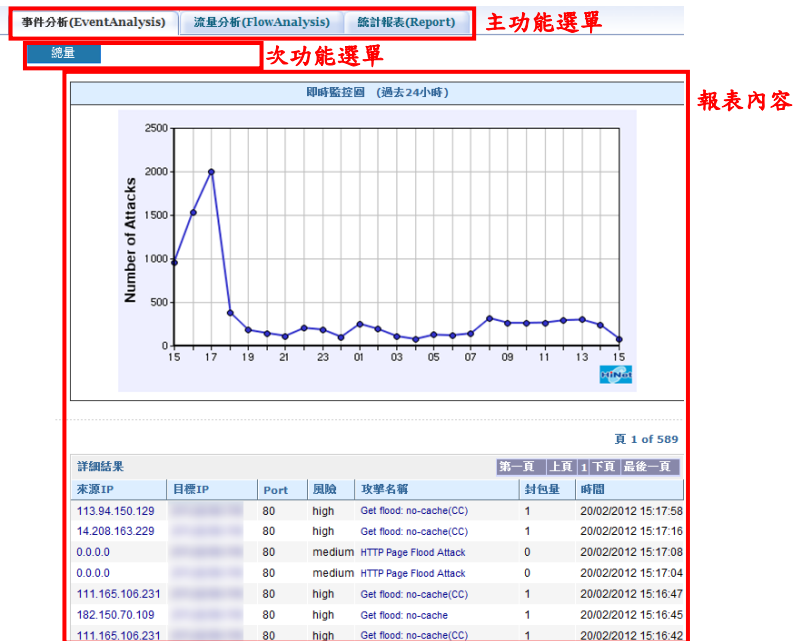 事件分析(EventAnalysis) 流量分析(FlowAnalysis) 統計報表(Report) 主功能選單
總量 次功能選單
即時監控圖 (過去24小時)
報表內容
Number of Attacks
2500
2000
1500
1000
500
0
15 17 19 21 23 01 03 05 07 09 11 13 15
HiNet
頁 1 of 589
詳細結果 第一頁 上頁 1 下頁 最後一頁
來源IP 目標IP Port 風險 攻擊名稱 封包量 時間
113.94.150.129 80 high Get flood: no-cache(CC) 1 20/02/2012 15:17:58
14.208.163.229 80 high Get flood: no-cache(CC) 1 20/02/2012 15:17:16
0.0.0.0 80 medium HTTP Page Flood Attack 0 20/02/2012 15:17:08
0.0.0.0 80 medium HTTP Page Flood Attack 0 20/02/2012 15:17:04
111.165.106.231 80 high Get flood: no-cache(CC) 1 20/02/2012 15:16:47
182.150.70.109 80 high Get flood: no-cache 1 20/02/2012 15:16:45
111.165.106.231 80 high Get flood: no-cache(CC) 1 20/02/2012 15:16:42